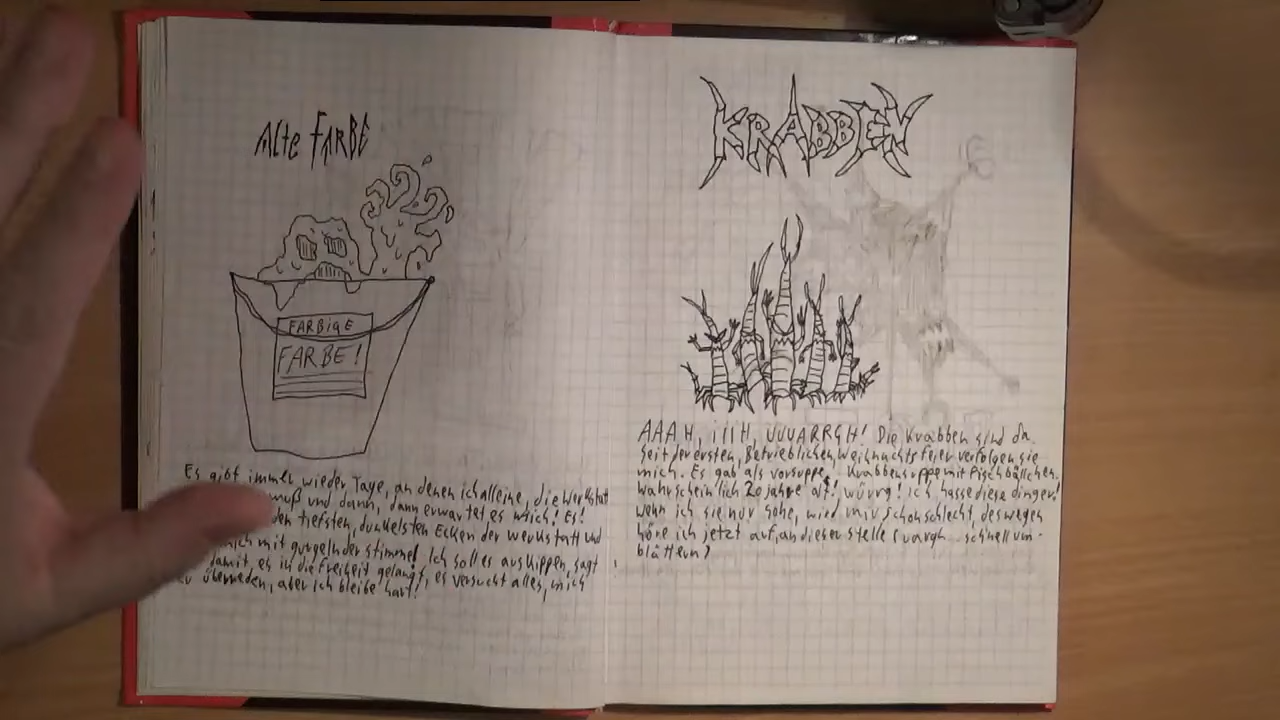 Alte FARBE
FARBiGE
FARBE!
Es gibt immer wieder Tage, an denen ich alleine, die Werkstatt
muß und dann, dann erwartet es mich! Es!
den tiefsten, dunkelsten Ecken der Werkstatt und
mich mit gurgelnder stimme! Ich soll es auskippen, sagt
damit, es in die Freiheit gelangt, es versucht alles, mich
überreden, aber ich bleibe hart!
KRABBEN
AAAH, iIIH, UUUARRGH! Die Krabben sind da.
Seit der ersten, Betrieblichen Weihnachtsfeier verfolgen sie
mich. Es gab als vorsuppe, Krabbensuppe mit Fischbällchen,
wahrscheinlich 20 jahre alt! würrg! ich hasse diese dinger!
wenn ich sie nur sehe, wird mir schon schlecht, deswegen
höre ich jetzt auf, an dieser stelle (uargh... schnell um-
blättern)